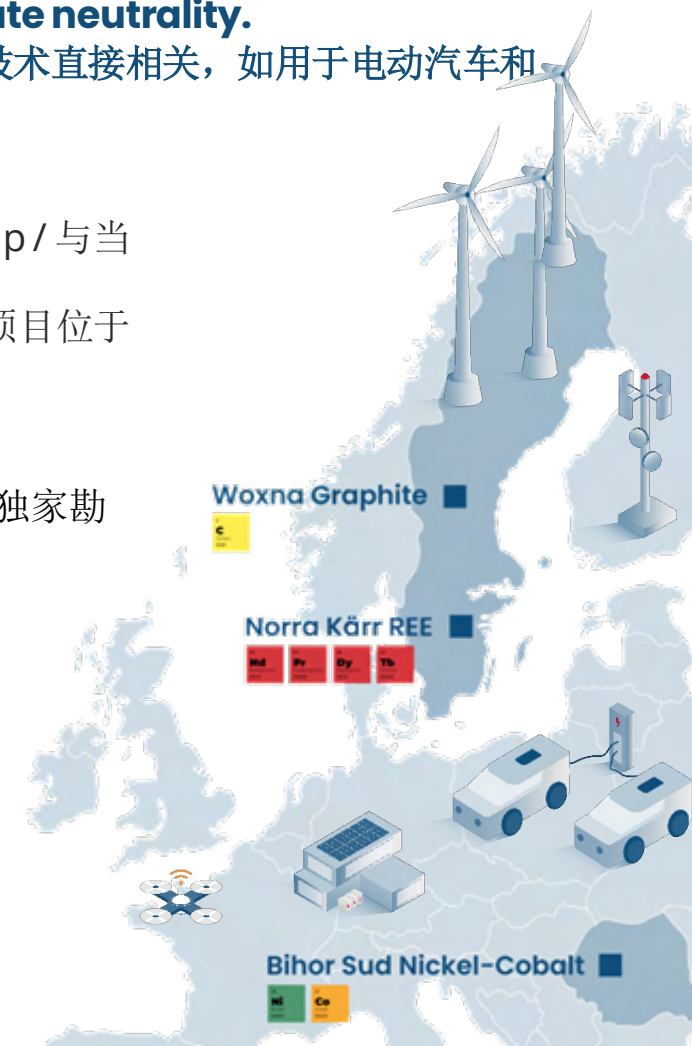 ate neutrality.
技术直接相关，如用于电动汽车和
p / 与当
项目位于
独家勘
Woxna Graphite
C
Norra Kärr REE
Nd Pr Dy Tb
Bihor Sud Nickel-Cobalt
Ni Co